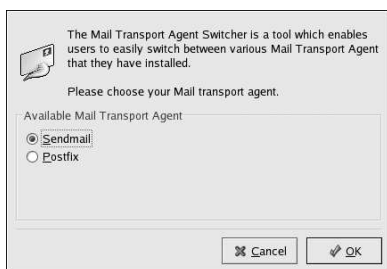 The Mail Transport Agent Switcher is a tool which enables
users to easily switch between various Mail Transport Agent
that they have installed.
Please choose your Mail transport agent.
Available Mail Transport Agent
Sendmail
Postfix
Cancel
OK